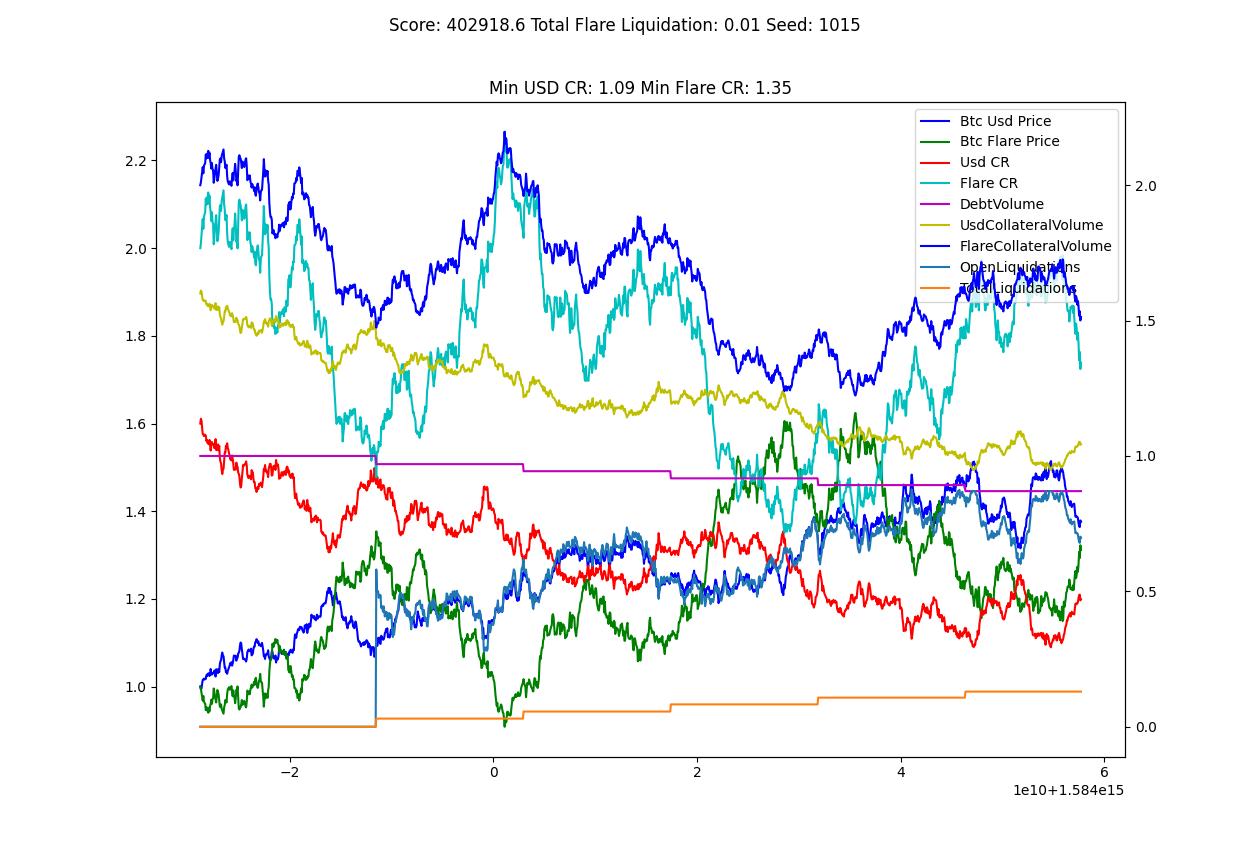 Score: 402918.6 Total Flare Liquidation: 0.01 Seed: 1015
Min USD CR: 1.09 Min Flare CR: 1.35
Btc Usd Price
Btc Flare Price
Usd CR
Flare CR
DebtVolume
UsdCollateralVolume
FlareCollateralVolume
OpenLiquidations
TotalLiquidations
2.2
2.0
1.8
1.6
1.4
1.2
1.0
2.0
1.5
1.0
0.5
0.0
−2
0
2
4
6
1e10+1.584e15